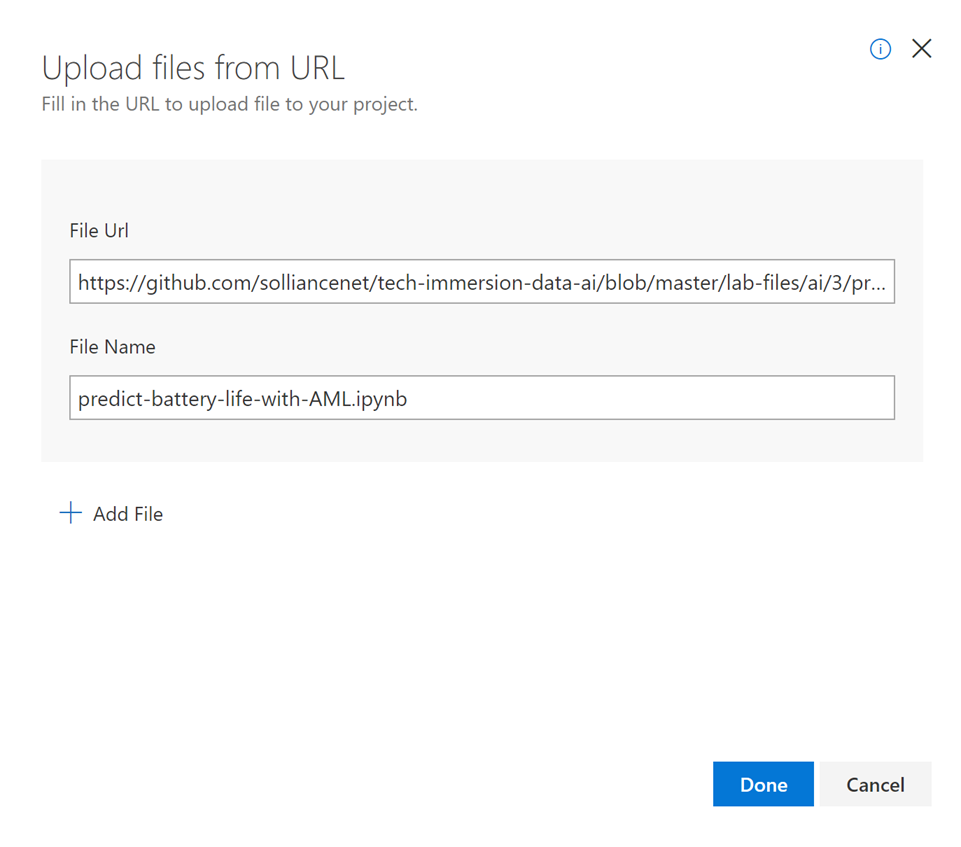 Upload files from URL
Fill in the URL to upload file to your project.
File Url
https://github.com/solliancenet/tech-immersion-data-ai/blob/master/lab-files/ai/3/pr...
File Name
predict-battery-life-with-AML.ipynb
Add File
Done
Cancel